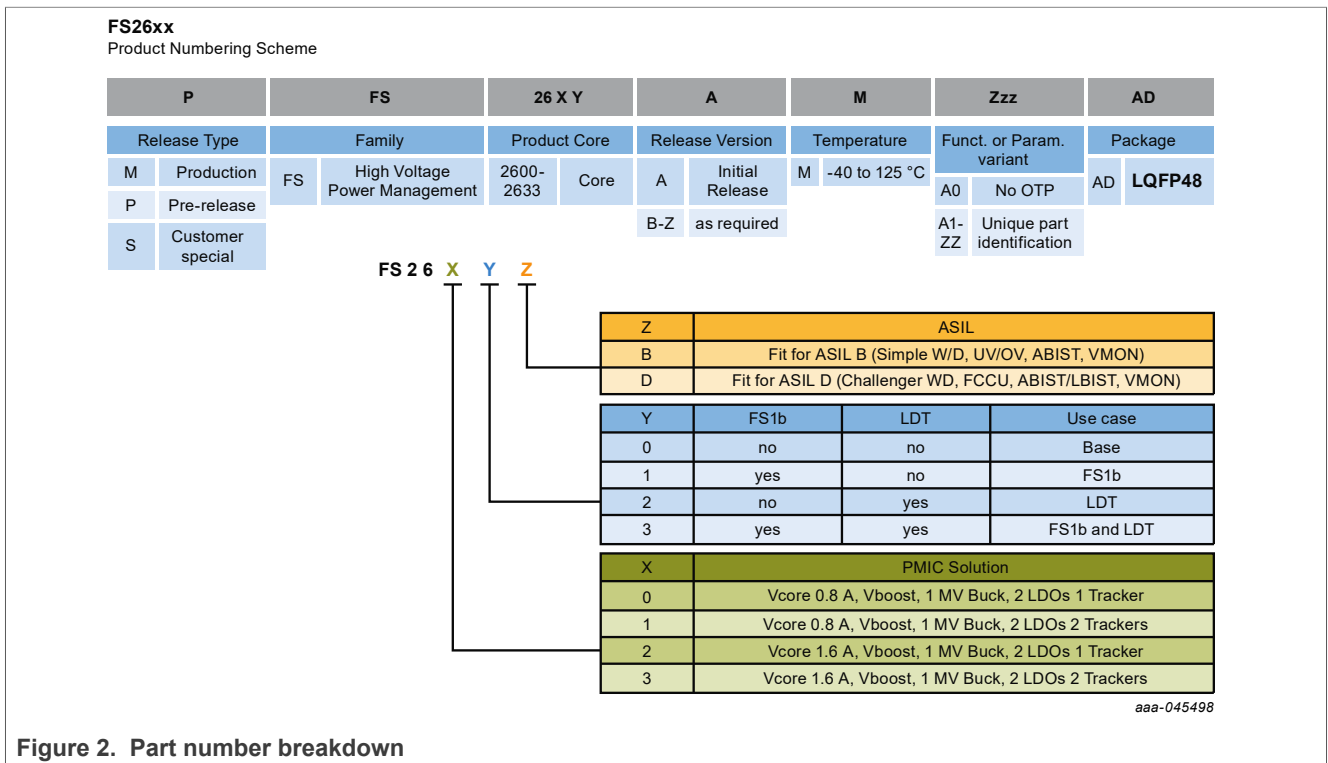 FS26xx
Product Numbering Scheme
P FS 26 X Y A M Zzz AD
Release Type Family Product Core Release Version Temperature Funct. or Param. variant Package
M Production
P Pre-release
S Customer special
FS High Voltage Power Management
2600-2633 Core
A Initial Release
B-Z as required
M -40 to 125 °C
A0 No OTP
A1-ZZ Unique part identification
AD LQFP48
FS 2 6 X Y Z
Z ASIL
B Fit for ASIL B (Simple W/D, UV/OV, ABIST, VMON)
D Fit for ASIL D (Challenger WD, FCCU, ABIST/LBIST, VMON)
Y FS1b LDT Use case
0 no no Base
1 yes no FS1b
2 no yes LDT
3 yes yes FS1b and LDT
X PMIC Solution
0 Vcore 0.8 A, Vboost, 1 MV Buck, 2 LDOs 1 Tracker
1 Vcore 0.8 A, Vboost, 1 MV Buck, 2 LDOs 2 Trackers
2 Vcore 1.6 A, Vboost, 1 MV Buck, 2 LDOs 1 Tracker
3 Vcore 1.6 A, Vboost, 1 MV Buck, 2 LDOs 2 Trackers
aaa-045498
Figure 2. Part number breakdown